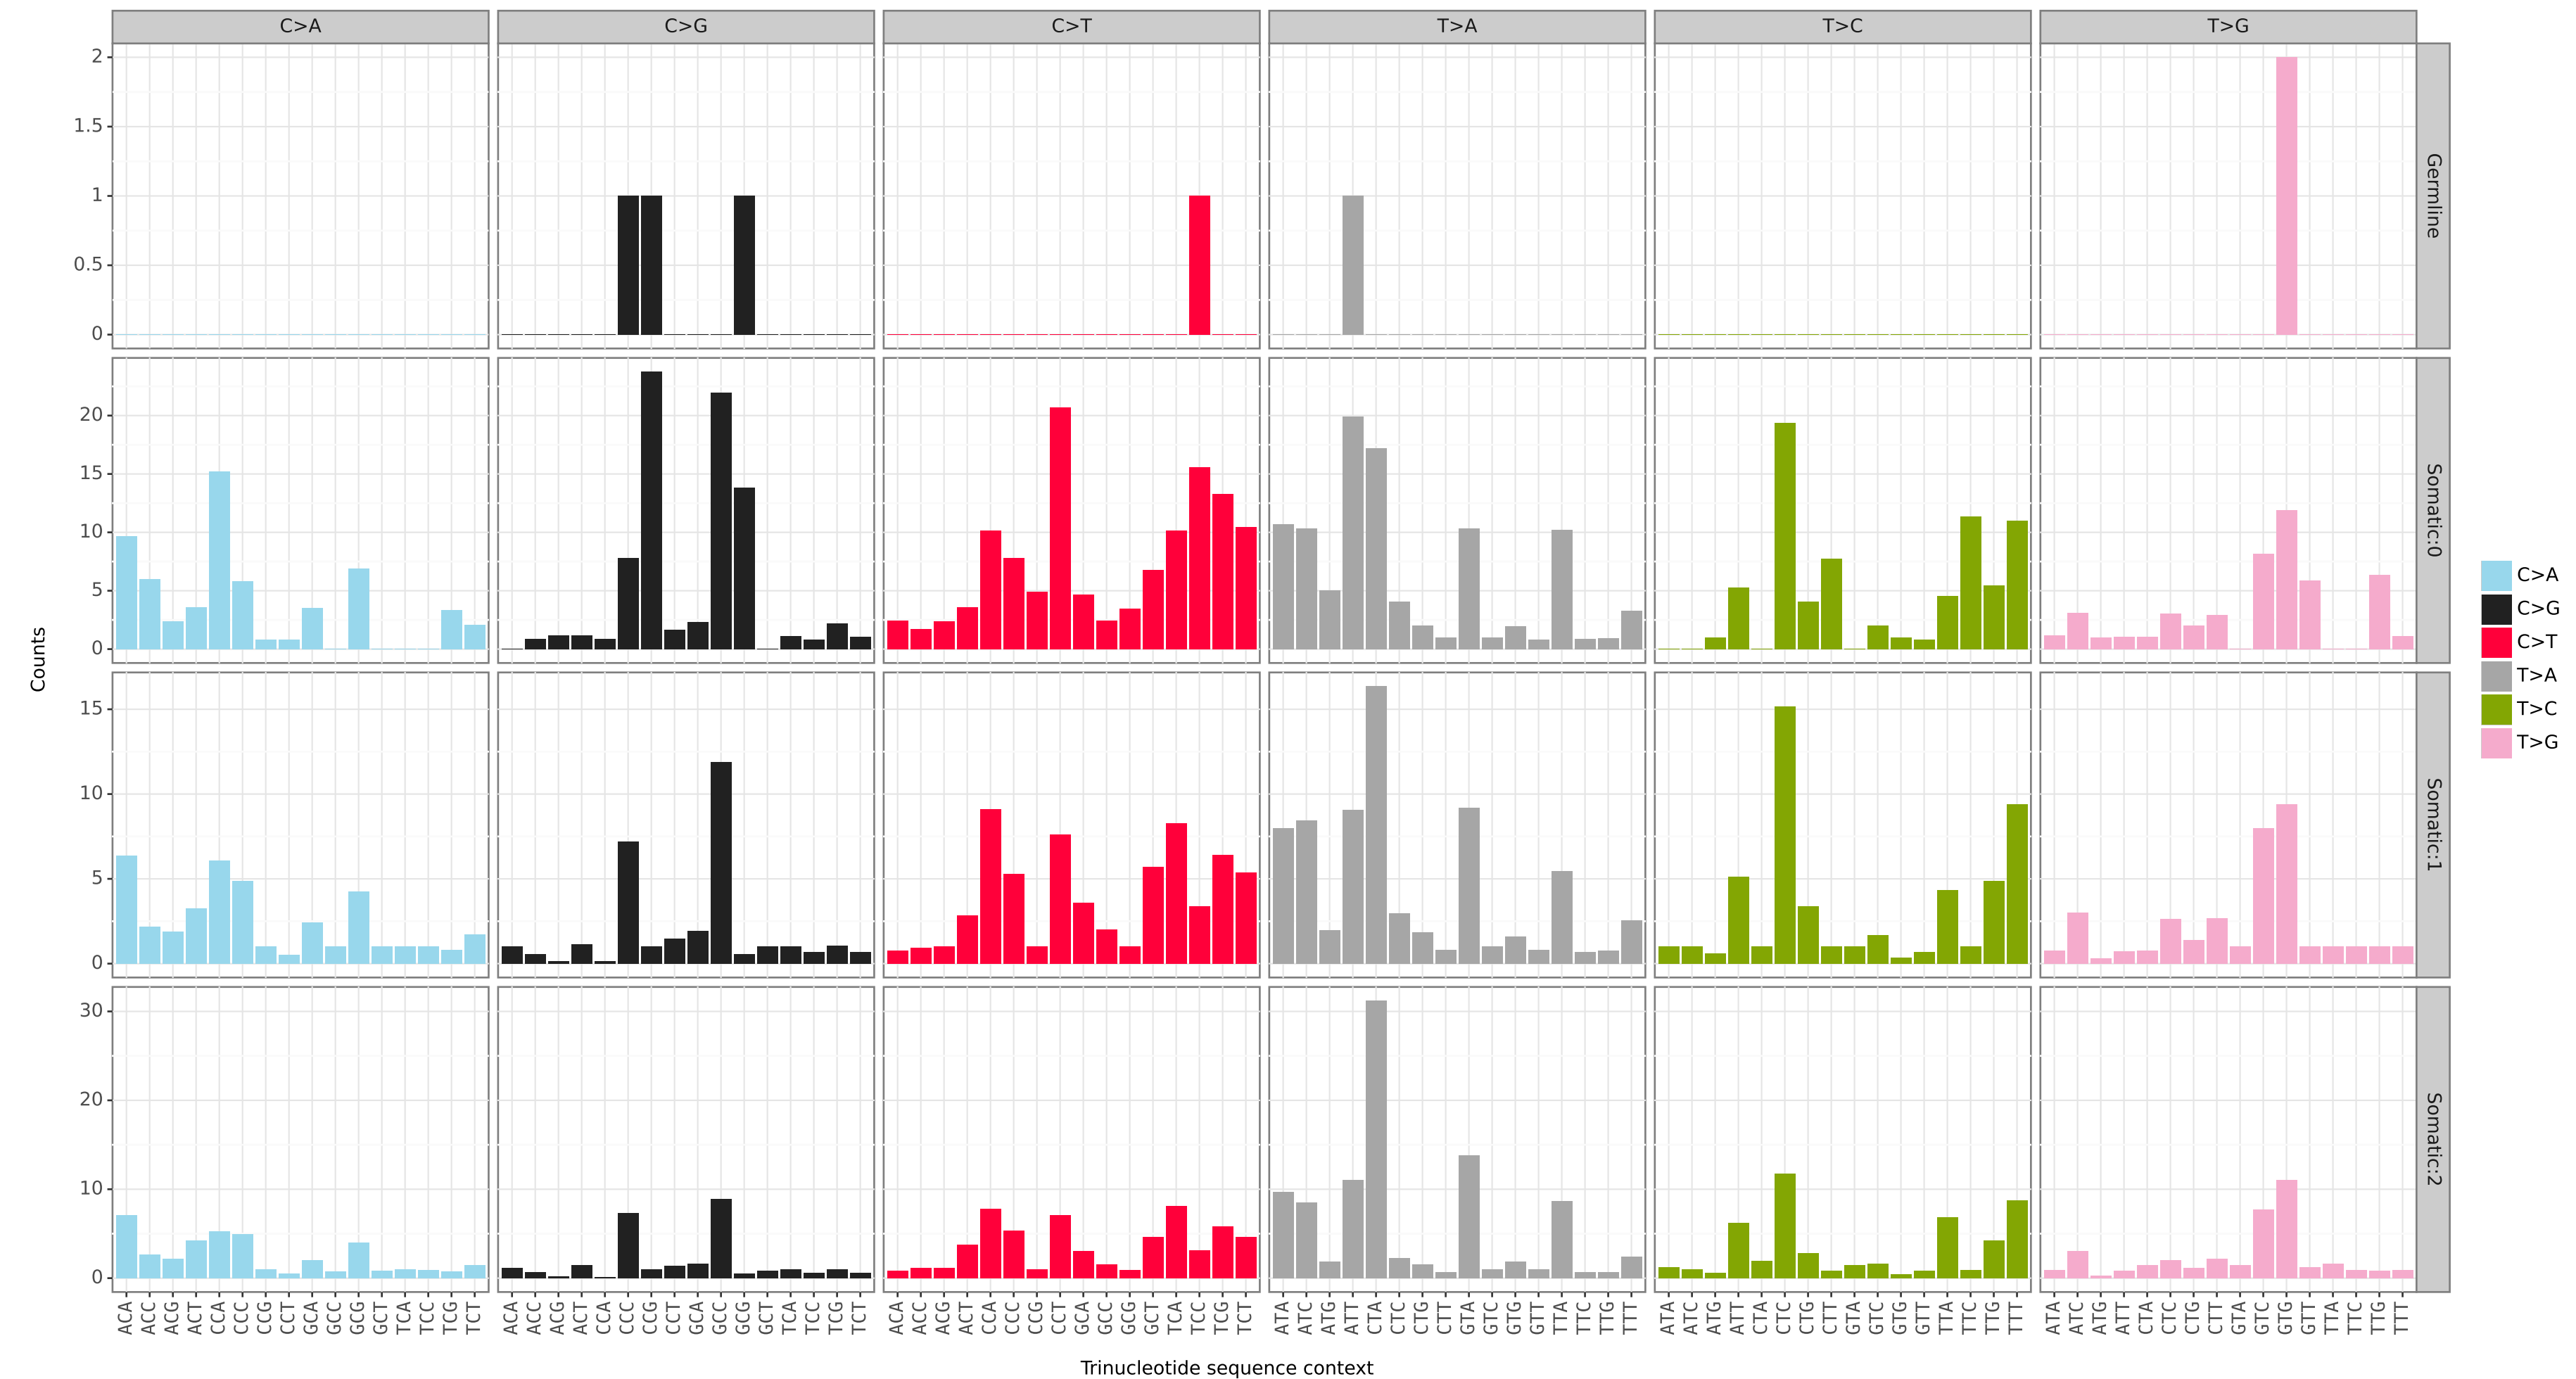 C>A C>G C>T T>A T>C T>G
2
1.5
1
0.5
0
Germline
20
15
10
5
0
Somatic:0
15
10
5
0
Somatic:1
30
20
10
0
Somatic:2
Counts
ACA ACC ACG ACT CCA CCC CCG CCT GCA GCC GCG GCT TCA TCC TCG TCT
ACA ACC ACG ACT CCA CCC CCG CCT GCA GCC GCG GCT TCA TCC TCG TCT
ACA ACC ACG ACT CCA CCC CCG CCT GCA GCC GCG GCT TCA TCC TCG TCT
ATA ATC ATG ATT CTA CTC CTG CTT GTA GTC GTG GTT TTA TTC TTG TTT
ATA ATC ATG ATT CTA CTC CTG CTT GTA GTC GTG GTT TTA TTC TTG TTT
ATA ATC ATG ATT CTA CTC CTG CTT GTA GTC GTG GTT TTA TTC TTG TTT
Trinucleotide sequence context
C>A
C>G
C>T
T>A
T>C
T>G